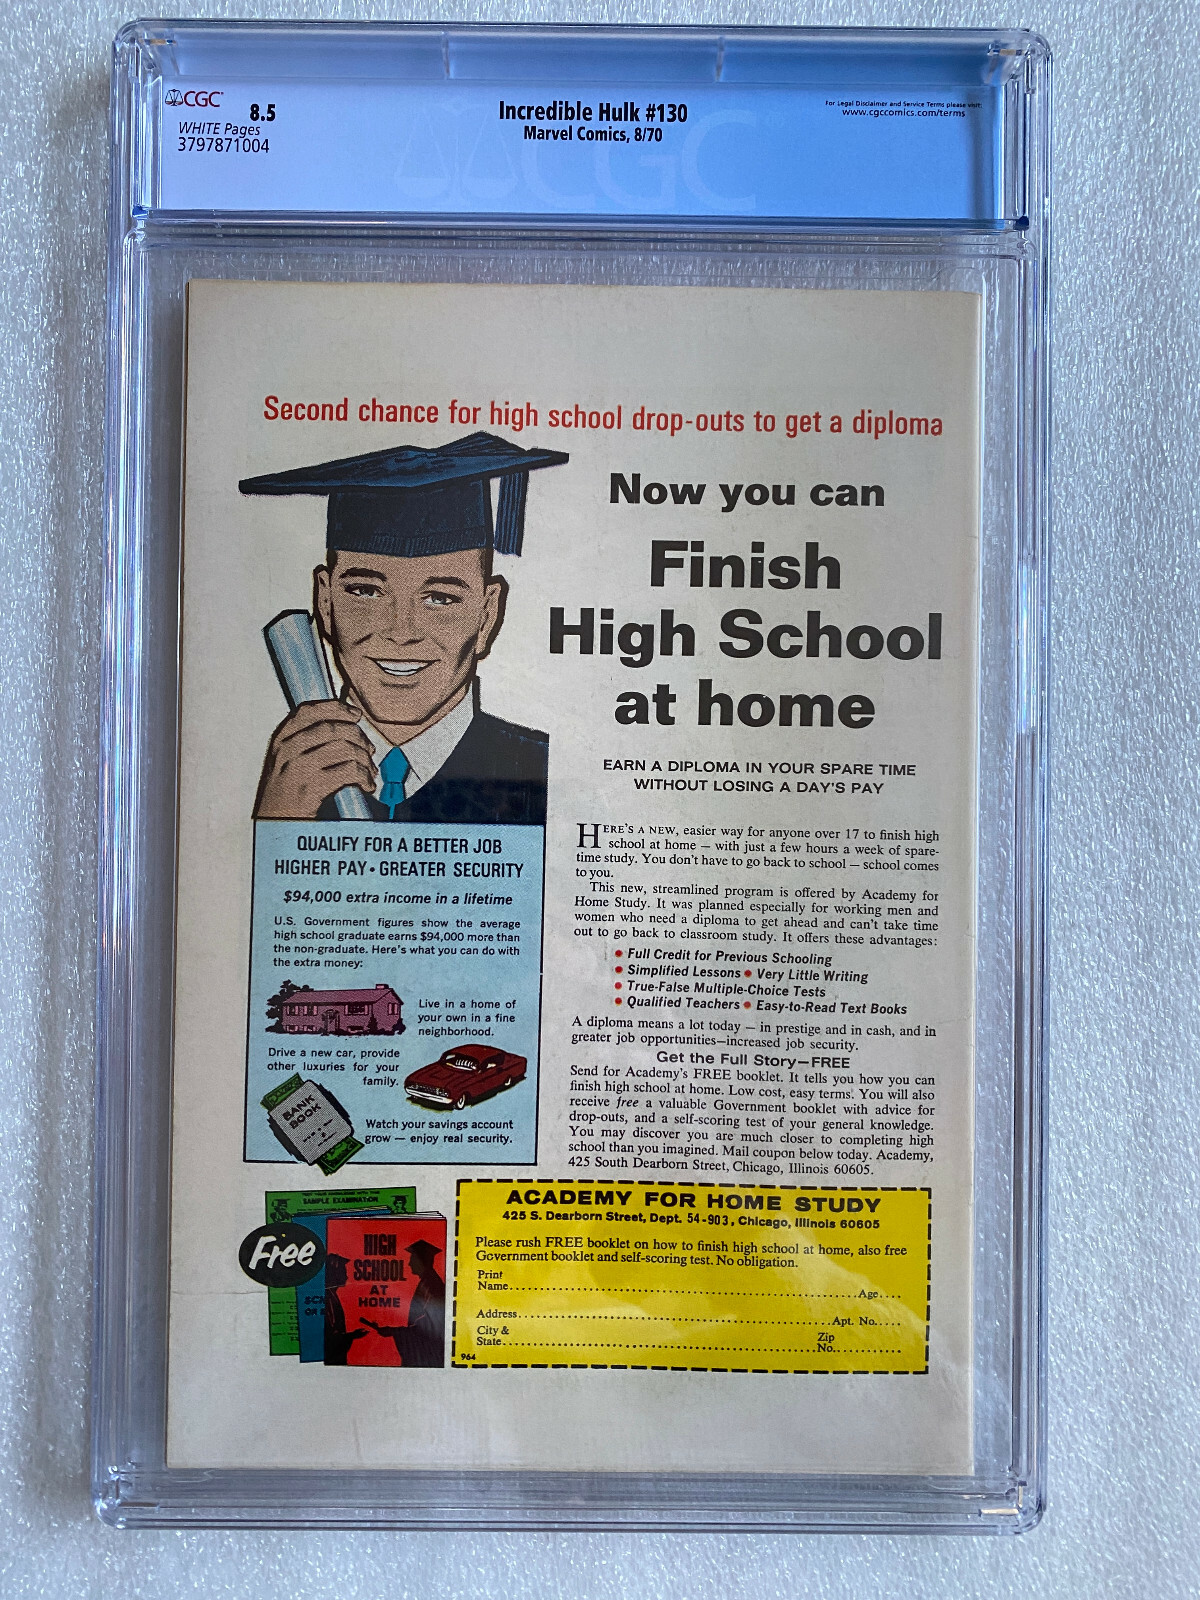 CGC
8.5
WHITE Pages
3797871004
Incredible Hulk #130
Marvel Comics, 8/70
For Legal Disclaimer and Service Terms please visit:
www.cgccomics.com/terms
CGC
Second chance for high school drop-outs to get a diploma
Now you can
Finish
High School
at home
EARN A DIPLOMA IN YOUR SPARE TIME
WITHOUT LOSING A DAY'S PAY
HERE'S A NEW, easier way for anyone over 17 to finish high
school at home – with just a few hours a week of spare-
time study. You don't have to go back to school – school comes
to you.
This new, streamlined program is offered by Academy for
Home Study. It was planned especially for working men and
women who need a diploma to get ahead and can't take time
out to go back to classroom study. It offers these advantages:
• Full Credit for Previous Schooling
• Simplified Lessons • Very Little Writing
• True-False Multiple-Choice Tests
• Qualified Teachers • Easy-to-Read Text Books
A diploma means a lot today – in prestige and in cash, and in
greater job opportunities–increased job security.
Get the Full Story–FREE
Send for Academy's FREE booklet. It tells you how you can
finish high school at home. Low cost, easy terms. You will also
receive free a valuable Government booklet with advice for
drop-outs, and a self-scoring test of your general knowledge.
You may discover you are much closer to completing high
school than you imagined. Mail coupon below today. Academy,
425 South Dearborn Street, Chicago, Illinois 60605.
QUALIFY FOR A BETTER JOB
HIGHER PAY • GREATER SECURITY
$94,000 extra income in a lifetime
U.S. Government figures show the average
high school graduate earns $94,000 more than
the non-graduate. Here's what you can do with
the extra money:
Live in a home of
your own in a fine
neighborhood.
Drive a new car, provide
other luxuries for your
family.
BANK
BOOK
Watch your savings account
grow – enjoy real security.
SAMPLE EXAMINATION
Free
HIGH
SCHOOL
AT
HOME
ACADEMY FOR HOME STUDY
425 S. Dearborn Street, Dept. 54-903, Chicago, Illinois 60605
Please rush FREE booklet on how to finish high school at home, also free
Government booklet and self-scoring test. No obligation.
Print
Name Age
Address Apt. No.
City & Zip
State No.
964